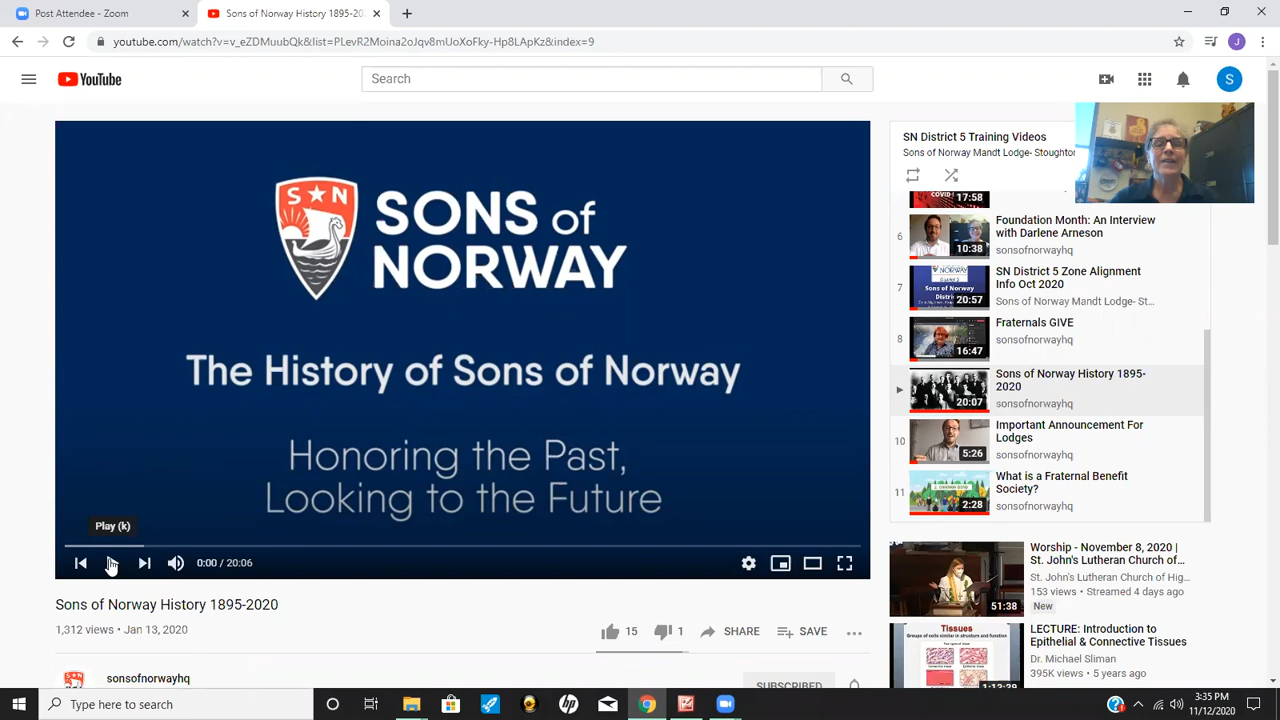 Post Attendee - Zoom
Sons of Norway History 1895-20
youtube.com/watch?v=v_eZDMuubQk&list=PLevR2Moina2oJqv8mUoXoFky-Hp8LApKz&index=9
J
YouTube
Search
S
SN District 5 Training Videos
Sons of Norway Mandt Lodge- Stoughton
S N
SONS of
NORWAY
The History of Sons of Norway
Honoring the Past,
Looking to the Future
Play (k)
0:00 / 20:06
17:58
6
Foundation Month: An Interview
with Darlene Arneson
sonsofnorwayhq
10:38
7
SN District 5 Zone Alignment
Info Oct 2020
Sons of Norway Mandt Lodge- St...
20:57
8
Fraternals GIVE
sonsofnorwayhq
16:47
Sons of Norway History 1895-
2020
sonsofnorwayhq
20:07
10
Important Announcement For
Lodges
sonsofnorwayhq
5:26
11
What is a Fraternal Benefit
Society?
sonsofnorwayhq
2:28
Sons of Norway History 1895-2020
1,312 views • Jan 13, 2020
15
1
SHARE
SAVE
sonsofnorwayhq
SUBSCRIBED
Worship - November 8, 2020 |
St. John's Lutheran Church of...
St. John's Lutheran Church of Hig...
153 views • Streamed 4 days ago
New
51:38
Tissues
LECTURE: Introduction to
Epithelial & Connective Tissues
Dr. Michael Sliman
395K views • 5 years ago
1:13:39
Type here to search
3:35 PM
11/12/2020